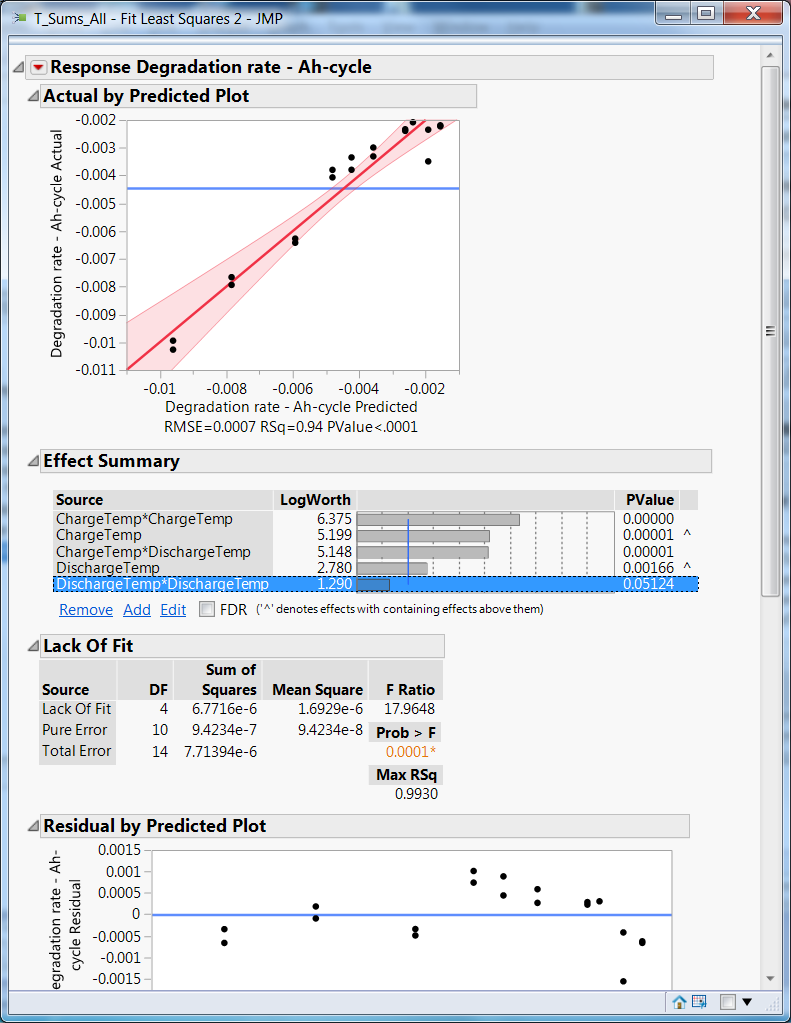 T_Sums_All - Fit Least Squares 2 - JMP
Response Degradation rate - Ah-cycle
Actual by Predicted Plot
Degradation rate - Ah-cycle Actual
-0.002
-0.003
-0.004
-0.005
-0.006
-0.007
-0.008
-0.009
-0.01
-0.011
-0.01 -0.008 -0.006 -0.004 -0.002
Degradation rate - Ah-cycle Predicted
RMSE=0.0007 RSq=0.94 PValue<.0001
Effect Summary
Source LogWorth PValue
ChargeTemp*ChargeTemp 6.375 0.00000
ChargeTemp 5.199 0.00001 ^
ChargeTemp*DischargeTemp 5.148 0.00001
DischargeTemp 2.780 0.00166 ^
DischargeTemp*DischargeTemp 1.290 0.05124
Remove Add Edit FDR ('^' denotes effects with containing effects above them)
Lack Of Fit
Sum of
Source DF Squares Mean Square F Ratio
Lack Of Fit 4 6.7716e-6 1.6929e-6 17.9648
Pure Error 10 9.4234e-7 9.4234e-8 Prob > F
Total Error 14 7.71394e-6 0.0001*
Max RSq
0.9930
Residual by Predicted Plot
egradation rate - Ah-
cycle Residual
0.0015
0.001
0.0005
0
-0.0005
-0.001
-0.0015